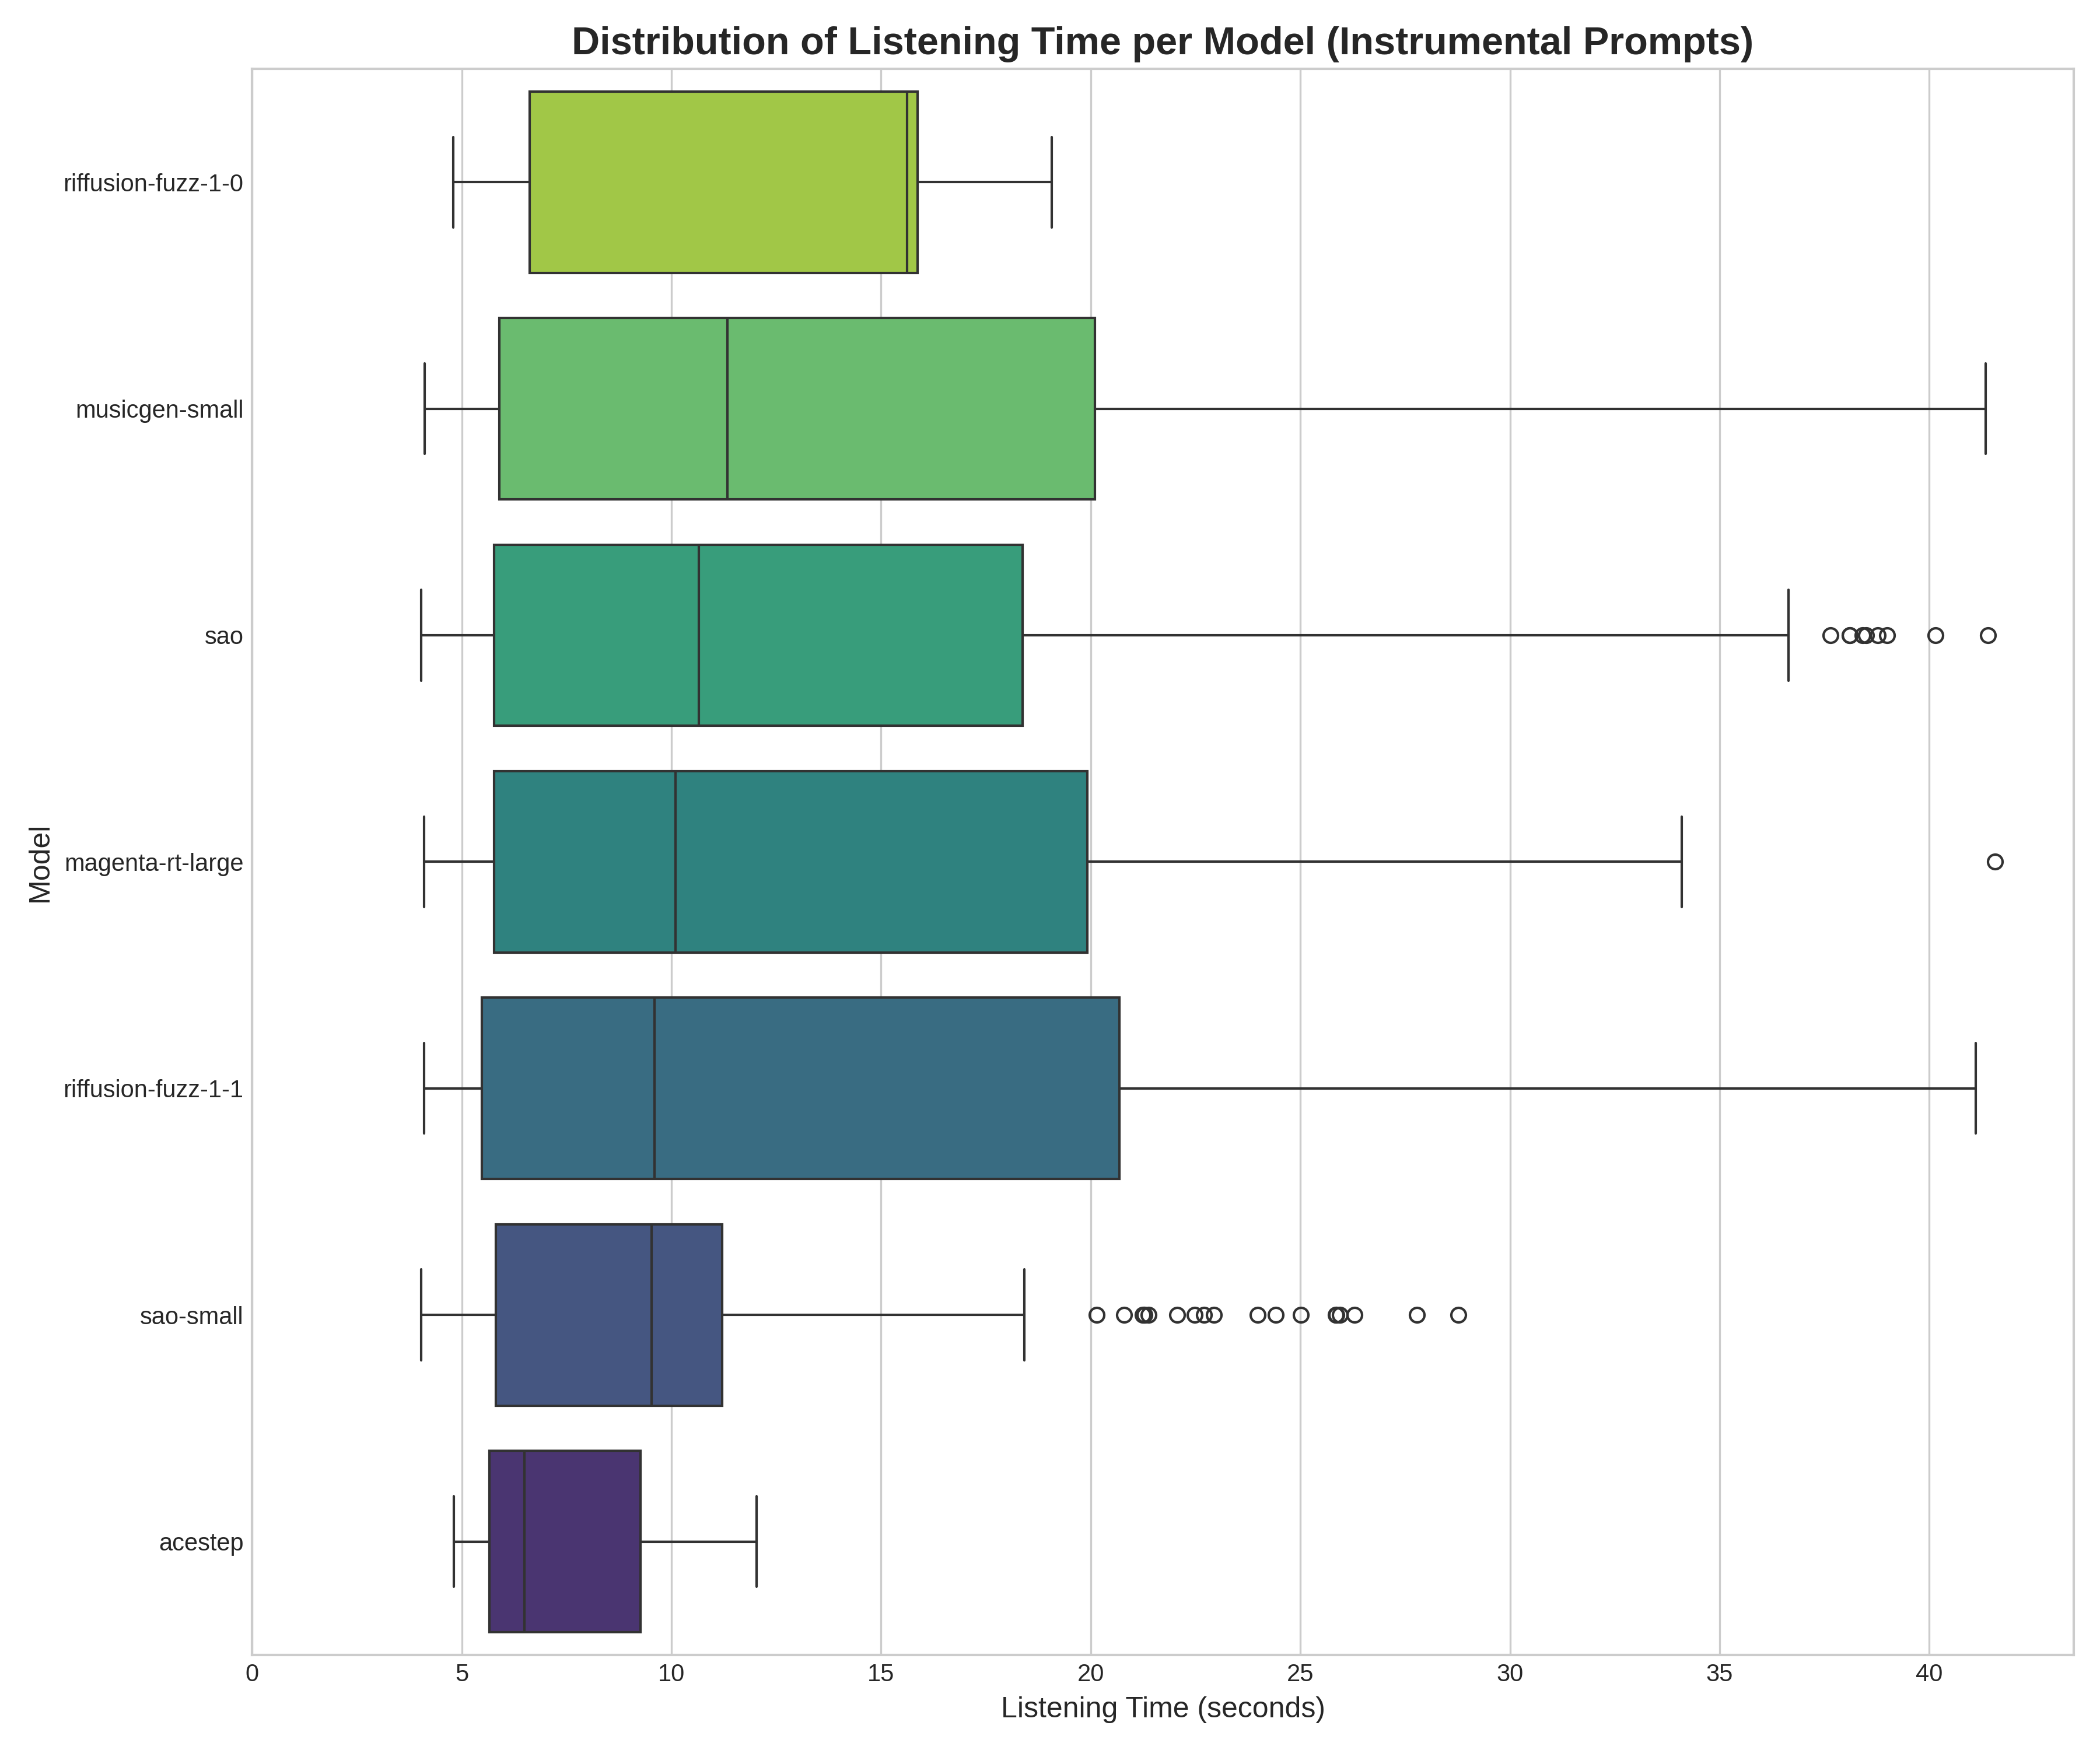 Distribution of Listening Time per Model (Instrumental Prompts)
riffusion-fuzz-1-0
musicgen-small
sao
magenta-rt-large
riffusion-fuzz-1-1
sao-small
acestep
Model
0 5 10 15 20 25 30 35 40
Listening Time (seconds)